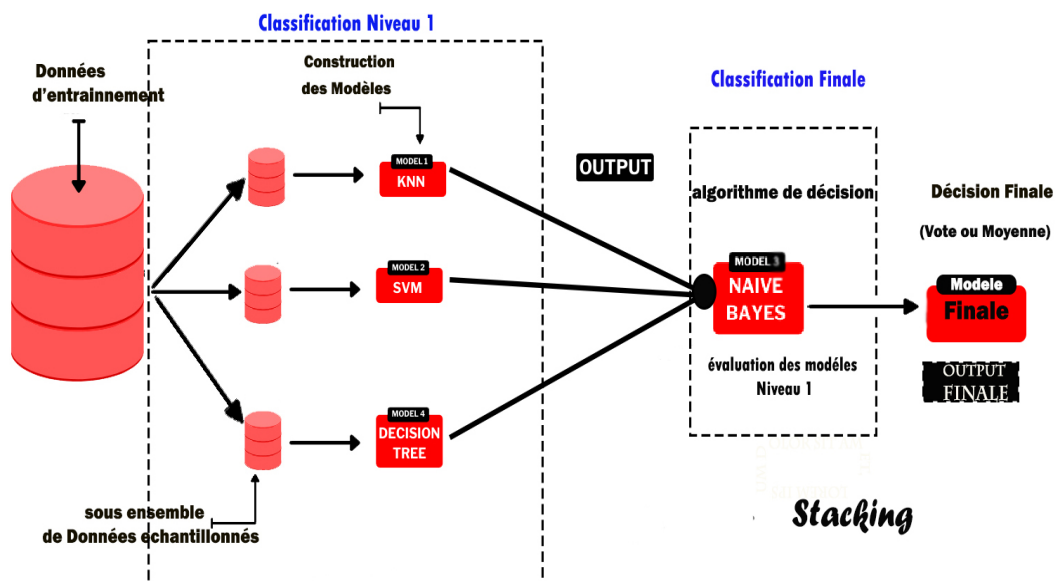 Classification Niveau 1
Données
d'entrainnement
Construction
des Modèles
Classification Finale
MODEL 1
KNN
OUTPUT
algorithme de décision
Décision Finale
(Vote ou Moyenne)
MODEL 2
SVM
MODEL 3
NAIVE
BAYES
Modele
Finale
évaluation des modéles
Niveau 1
OUTPUT
FINALE
MODEL 4
DECISION
TREE
sous ensemble
de Données echantillonnés
Stacking